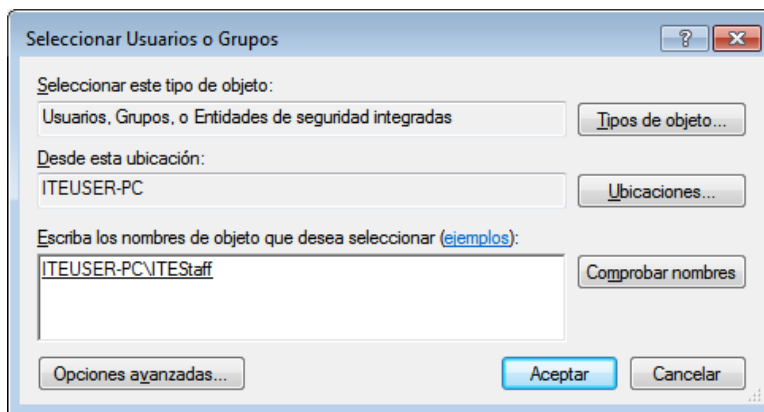 Seleccionar Usuarios o Grupos
Seleccionar este tipo de objeto:
Usuarios, Grupos, o Entidades de seguridad integradas
Tipos de objeto...
Desde esta ubicación:
ITEUSER-PC
Ubicaciones...
Escriba los nombres de objeto que desea seleccionar (ejemplos):
ITEUSER-PC\ITEStaff
Comprobar nombres
Opciones avanzadas...
Aceptar
Cancelar